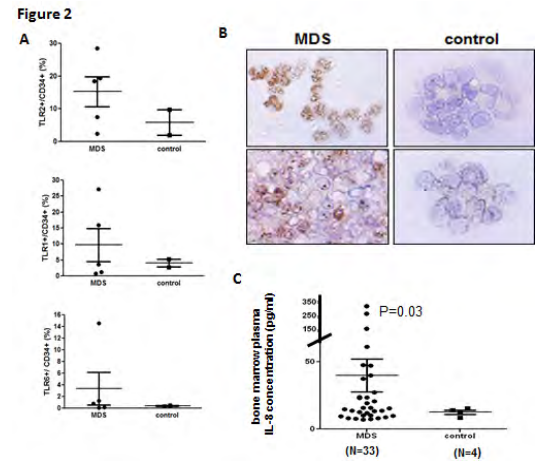 Figure 2
A
B
MDS
control
TLR2+/CD34+ (%)
30
20
10
0
MDS
control
TLR1+/CD34+ (%)
30
25
20
15
10
5
0
MDS
control
TLR6+/ CD34+ (%)
16
14
12
10
8
6
4
2
0
MDS
control
C
bone marrow plasma
IL-8 concentration (pg/ml)
350
250
150
50
0
P=0.03
MDS
control
(N=33)
(N=4)